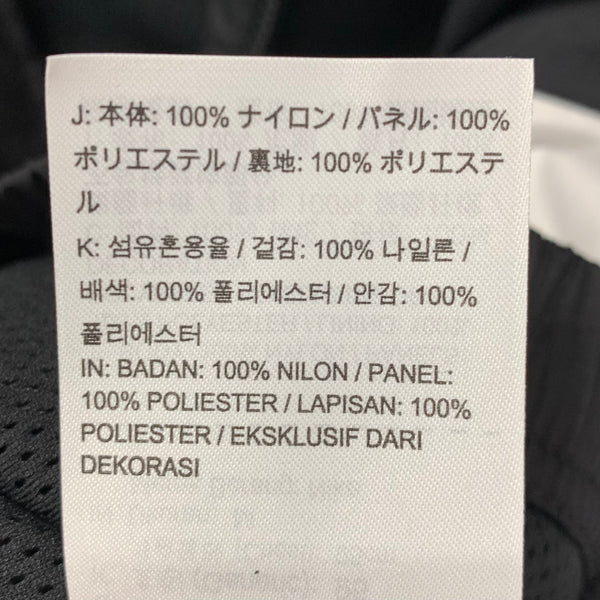 J: 本体: 100% ナイロン / パネル: 100%
ポリエステル / 裏地: 100% ポリエステ
ル
K: 섬유혼용율 / 겉감: 100% 나일론 /
배색: 100% 폴리에스터 / 안감: 100%
폴리에스터
IN: BADAN: 100% NILON / PANEL:
100% POLIESTER / LAPISAN: 100%
POLIESTER / EKSKLUSIF DARI
DEKORASI